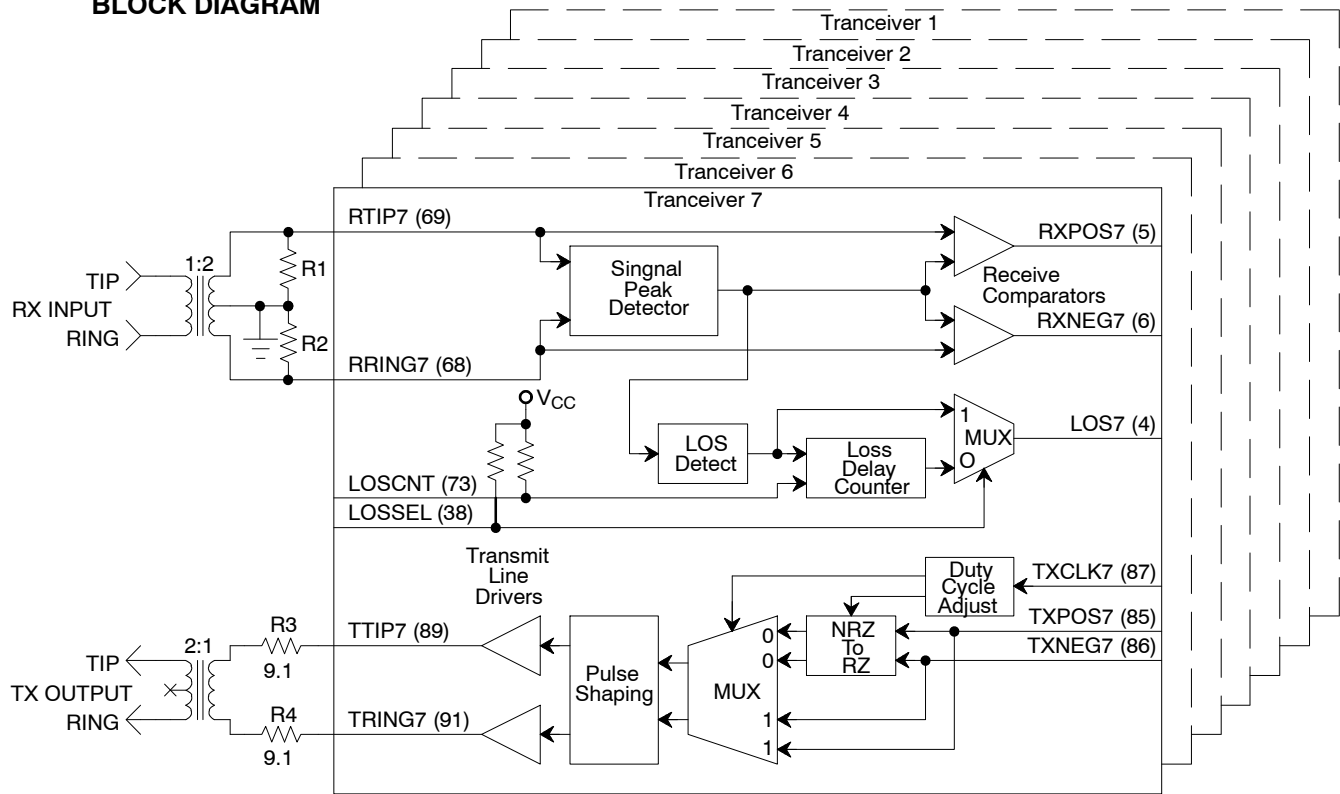 BLOCK DIAGRAM
Tranceiver 1
Tranceiver 2
Tranceiver 3
Tranceiver 4
Tranceiver 5
Tranceiver 6
Tranceiver 7
RTIP7 (69)
RXPOS7 (5)
1:2
R1
TIP
RX INPUT
RING
R2
Singnal
Peak
Detector
Receive
Comparators
RXNEG7 (6)
RRING7 (68)
VCC
LOS
Detect
Loss
Delay
Counter
1
MUX
O
LOS7 (4)
LOSCNT (73)
LOSSEL (38)
Transmit
Line
Drivers
Duty
Cycle
Adjust
TXCLK7 (87)
TXPOS7 (85)
TXNEG7 (86)
R3
9.1
TTIP7 (89)
2:1
TIP
TX OUTPUT
RING
R4
9.1
TRING7 (91)
Pulse
Shaping
MUX
0
0
1
1
NRZ
To
RZ